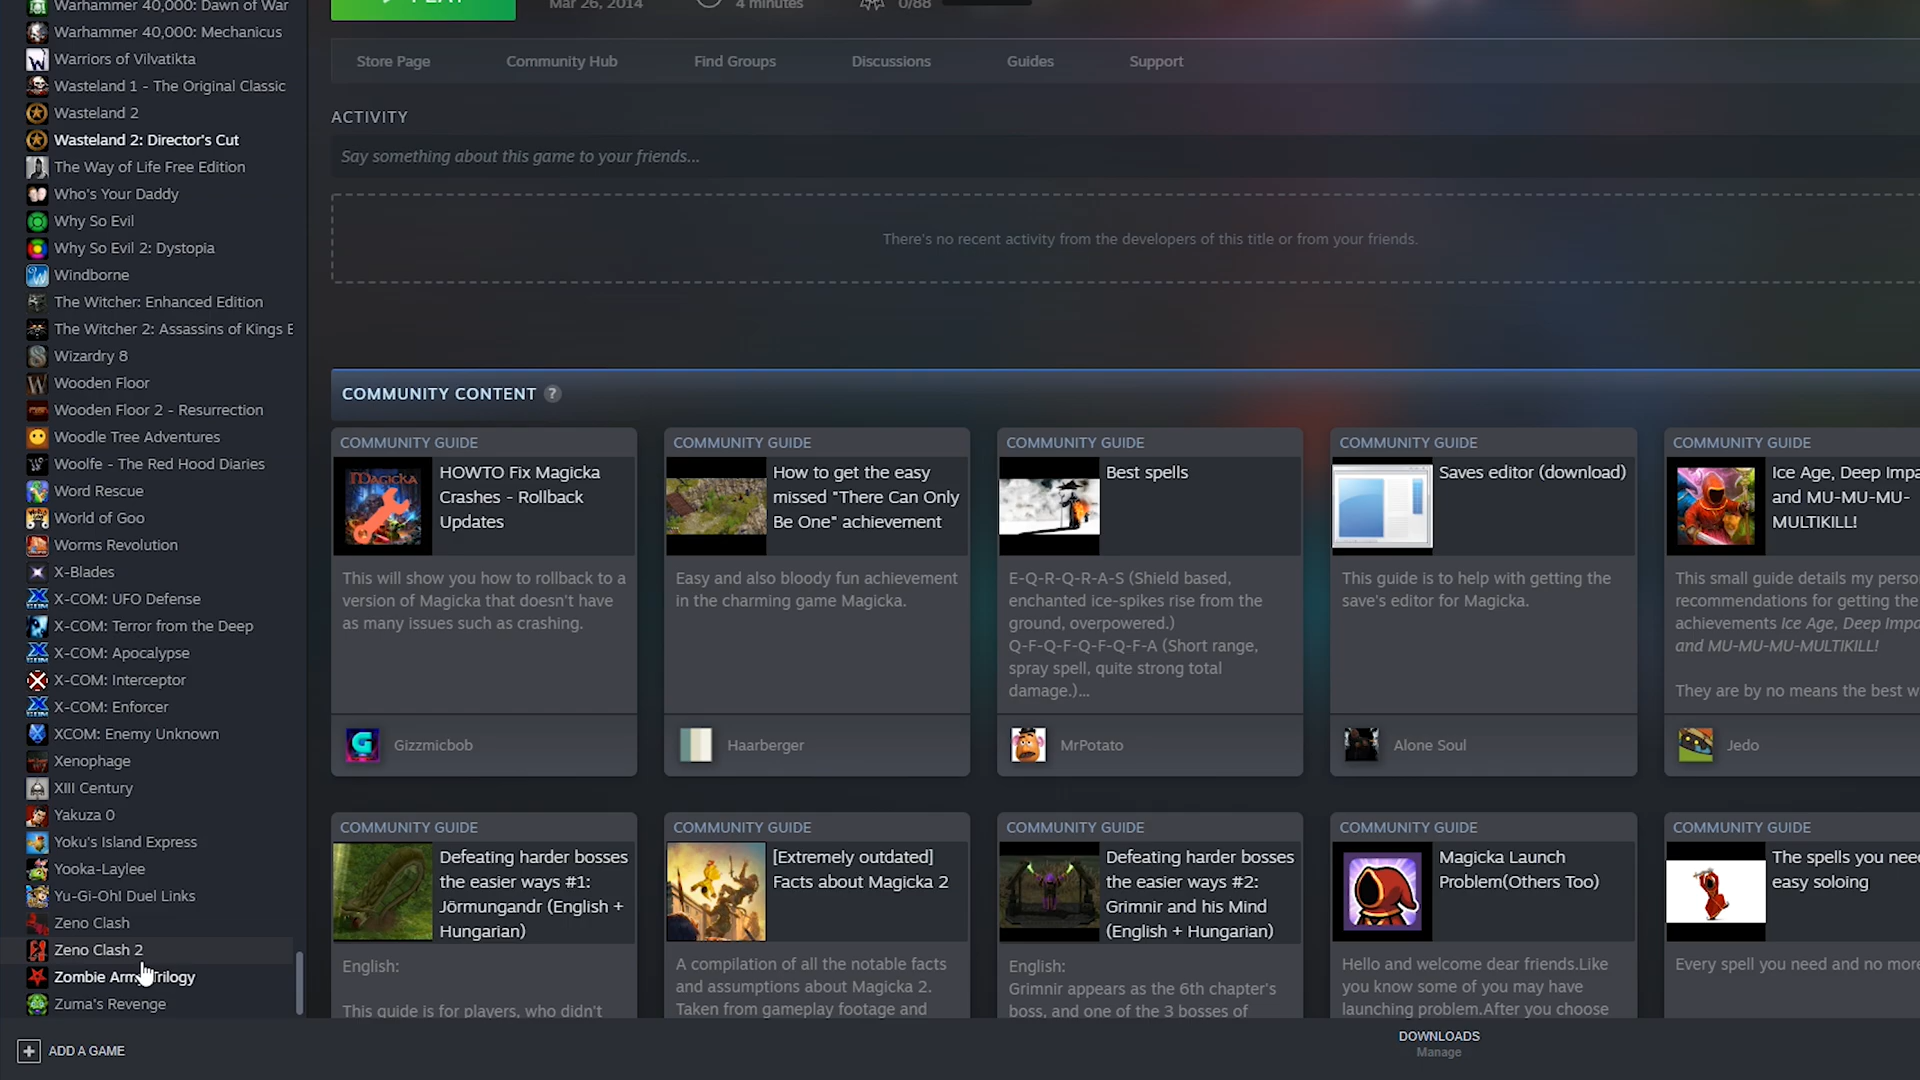 Warhammer 40,000: Dawn of War
Warhammer 40,000: Mechanicus
Warriors of Vilvatikta
Wasteland 1 - The Original Classic
Wasteland 2
Wasteland 2: Director's Cut
The Way of Life Free Edition
Who's Your Daddy
Why So Evil
Why So Evil 2: Dystopia
Windborne
The Witcher: Enhanced Edition
The Witcher 2: Assassins of Kings E
Wizardry 8
Wooden Floor
Wooden Floor 2 - Resurrection
Woodle Tree Adventures
Woolfe - The Red Hood Diaries
Word Rescue
World of Goo
Worms Revolution
X-Blades
X-COM: UFO Defense
X-COM: Terror from the Deep
X-COM: Apocalypse
X-COM: Interceptor
X-COM: Enforcer
XCOM: Enemy Unknown
Xenophage
XIII Century
Yakuza 0
Yoku's Island Express
Yooka-Laylee
Yu-Gi-Oh! Duel Links
Zeno Clash
Zeno Clash 2
Zombie Army Trilogy
Zuma's Revenge
ADD A GAME
PLAY
Mar 26, 2014
4 minutes
0/88
Store Page
Community Hub
Find Groups
Discussions
Guides
Support
ACTIVITY
Say something about this game to your friends...
There's no recent activity from the developers of this title or from your friends.
COMMUNITY CONTENT ?
COMMUNITY GUIDE
MAGICKA
HOWTO Fix Magicka
Crashes - Rollback
Updates
This will show you how to rollback to a
version of Magicka that doesn't have
as many issues such as crashing.
Gizzmicbob
COMMUNITY GUIDE
How to get the easy
missed "There Can Only
Be One" achievement
Easy and also bloody fun achievement
in the charming game Magicka.
Haarberger
COMMUNITY GUIDE
Best spells
E-Q-R-Q-R-A-S (Shield based,
enchanted ice-spikes rise from the
ground, overpowered.)
Q-F-Q-F-Q-F-Q-F-A (Short range,
spray spell, quite strong total
damage.)...
MrPotato
COMMUNITY GUIDE
Saves editor (download)
This guide is to help with getting the
save's editor for Magicka.
Alone Soul
COMMUNITY GUIDE
Ice Age, Deep Impa
and MU-MU-MU-
MULTIKILL!
This small guide details my perso
recommendations for getting the
achievements Ice Age, Deep Impa
and MU-MU-MU-MULTIKILL!
They are by no means the best w
Jedo
COMMUNITY GUIDE
Defeating harder bosses
the easier ways #1:
Jörmungandr (English +
Hungarian)
English:
This guide is for players, who didn't
COMMUNITY GUIDE
[Extremely outdated]
Facts about Magicka 2
A compilation of all the notable facts
and assumptions about Magicka 2.
Taken from gameplay footage and
COMMUNITY GUIDE
Defeating harder bosses
the easier ways #2:
Grimnir and his Mind
(English + Hungarian)
English:
Grimnir appears as the 6th chapter's
boss, and one of the 3 bosses of
COMMUNITY GUIDE
Magicka Launch
Problem(Others Too)
Hello and welcome dear friends.Like
you know some of you may have
launching problem.After you choose
COMMUNITY GUIDE
The spells you need
easy soloing
Every spell you need and no more
DOWNLOADS
Manage